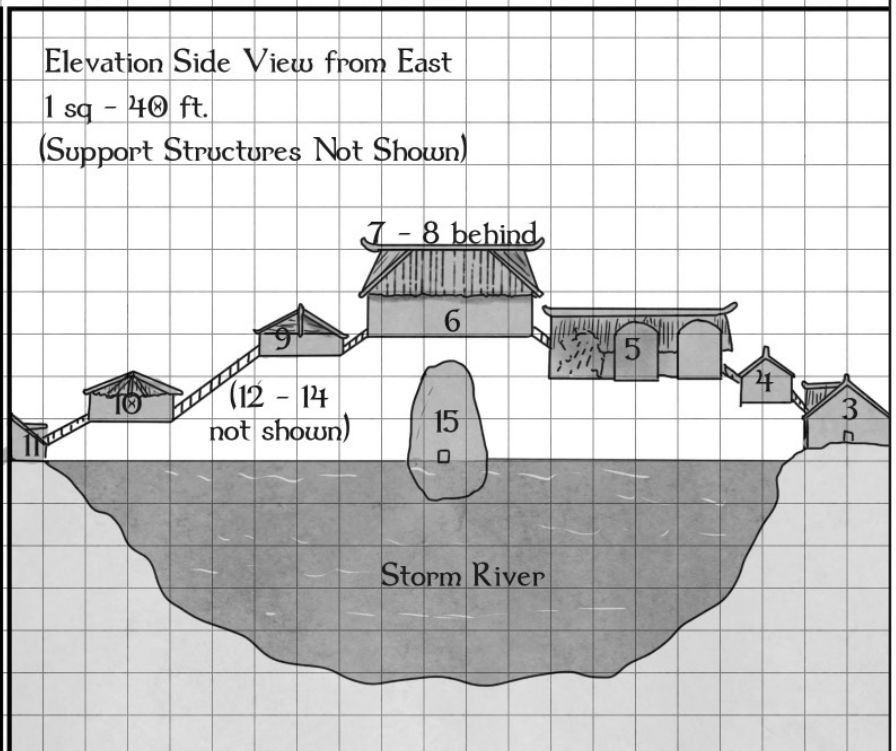 Elevation Side View from East
1 sq - 40 ft.
(Support Structures Not Shown)
7 - 8 behind
6
9
5
4
10
(12 - 14
not shown)
3
15
11
Storm River